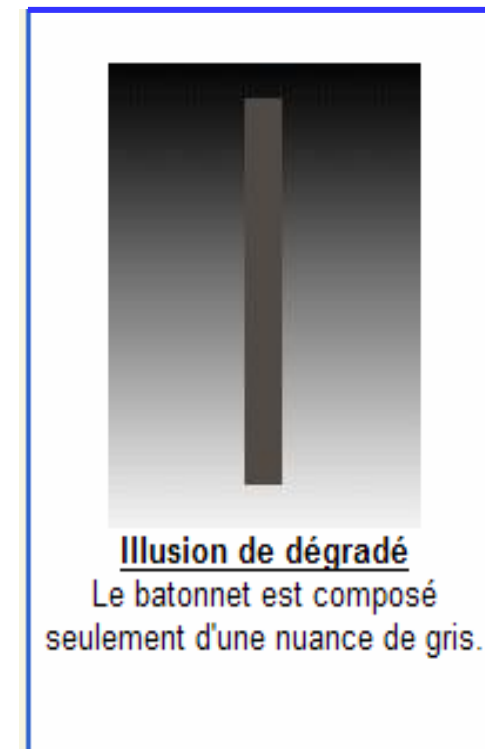 Illusion de dégradé
Le batonnet est composé
seulement d'une nuance de gris.